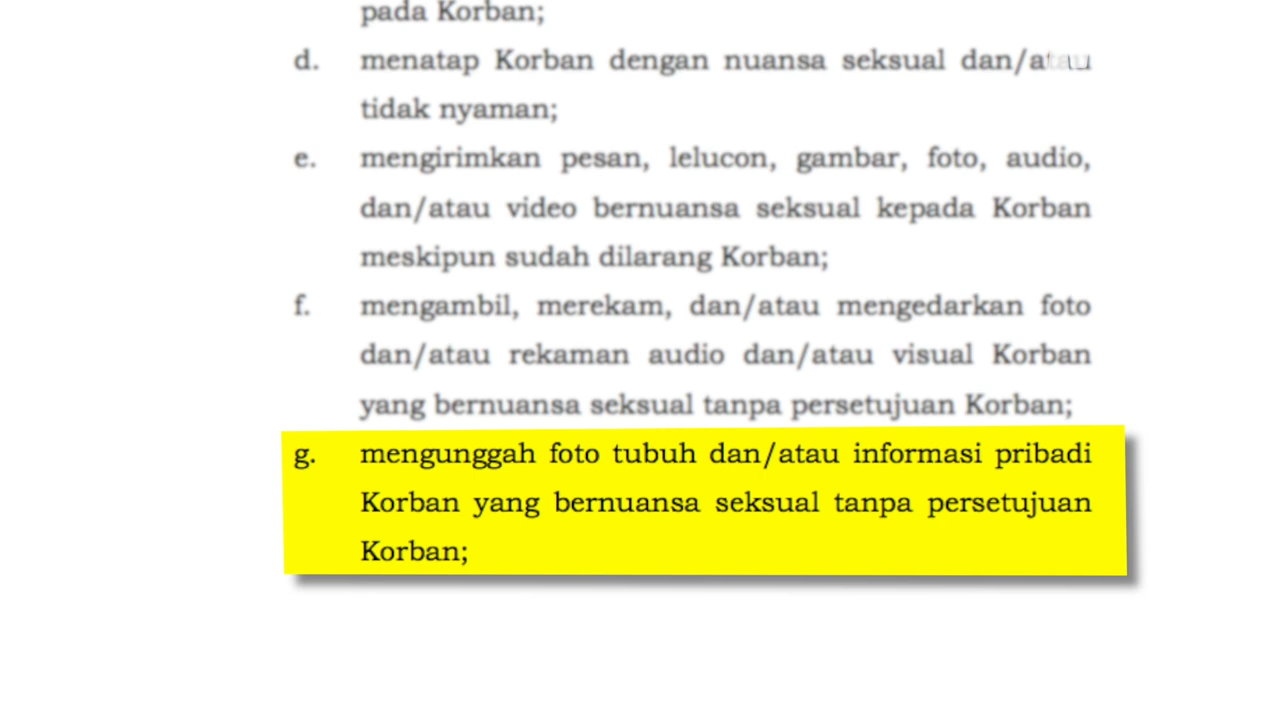 pada Korban;
d. menatap Korban dengan nuansa seksual dan/atau
tidak nyaman;
e. mengirimkan pesan, lelucon, gambar, foto, audio,
dan/atau video bernuansa seksual kepada Korban
meskipun sudah dilarang Korban;
f. mengambil, merekam, dan/atau mengedarkan foto
dan/atau rekaman audio dan/atau visual Korban
yang bernuansa seksual tanpa persetujuan Korban;
g. mengunggah foto tubuh dan/atau informasi pribadi
Korban yang bernuansa seksual tanpa persetujuan
Korban;